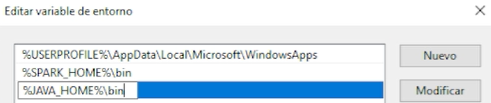 Editar variable de entorno
%USERPROFILE%\AppData\Local\Microsoft\WindowsApps
Nuevo
%SPARK_HOME%\bin
%JAVA_HOME%\bin
Modificar